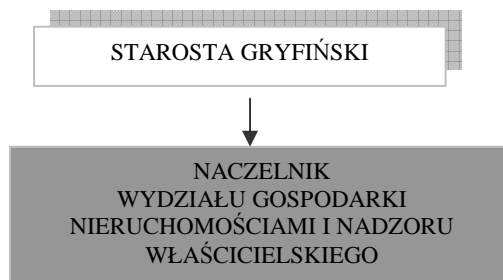 STAROSTA GRYFIŃSKI
NACZELNIK
WYDZIAŁU GOSPODARKI
NIERUCHOMOŚCIAMI I NADZORU
WŁAŚCICIELSKIEGO